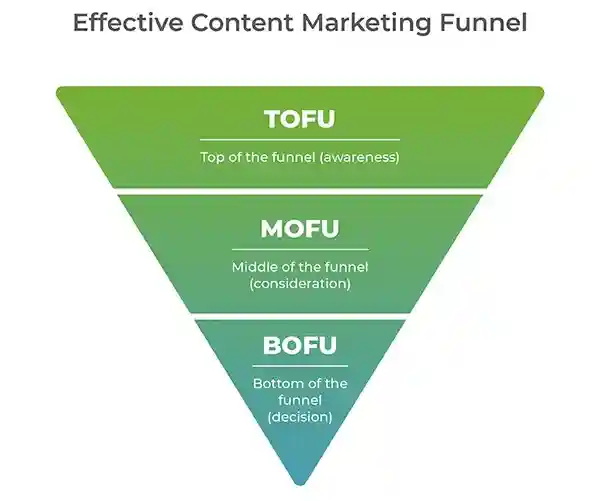 Effective Content Marketing Funnel
TOFU
Top of the funnel (awareness)
MOFU
Middle of the funnel
(consideration)
BOFU
Bottom of the
funnel
(decision)